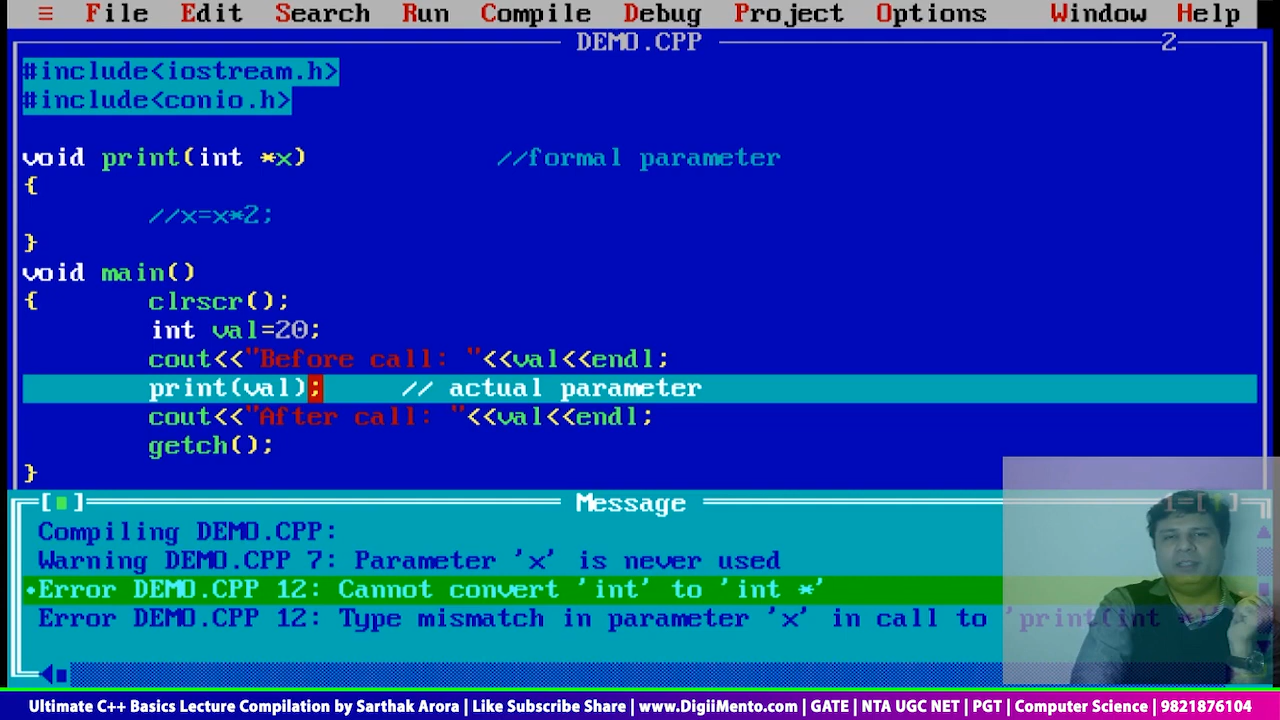 ≡ File Edit Search Run Compile Debug Project Options Window Help
DEMO.CPP 2
#include<iostream.h>
#include<conio.h>
void print(int *x) //formal parameter
{
//x=x*2;
}
void main()
{ clrscr();
int val=20;
cout<<"Before call: "<<val<<endl;
print(val); // actual parameter
cout<<"After call: "<<val<<endl;
getch();
}
[■] Message 1=[↑]
Compiling DEMO.CPP:
Warning DEMO.CPP 7: Parameter 'x' is never used
•Error DEMO.CPP 12: Cannot convert 'int' to 'int *'
Error DEMO.CPP 12: Type mismatch in parameter 'x' in call to 'print(int *)'
Ultimate C++ Basics Lecture Compilation by Sarthak Arora | Like Subscribe Share | www.DigiiMento.com | GATE | NTA UGC NET | PGT | Computer Science | 9821876104